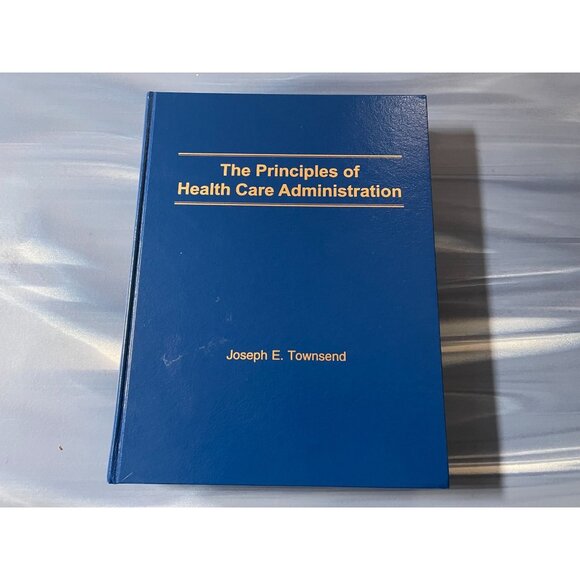 The Principles of
Health Care Administration
Joseph E. Townsend